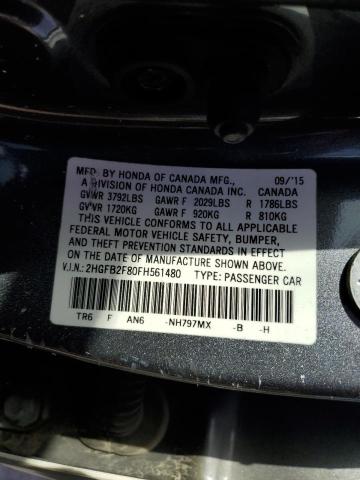 MFD. BY HONDA OF CANADA MFG., 09/'15
A DIVISION OF HONDA CANADA INC. CANADA
GVWR 3792LBS GAWR F 2029LBS R 1786LBS
GVWR 1720KG GAWR F 920KG R 810KG
THIS VEHICLE CONFORMS TO ALL APPLICABLE
FEDERAL MOTOR VEHICLE SAFETY, BUMPER,
AND THEFT PREVENTION STANDARDS IN EFFECT
ON THE DATE OF MANUFACTURE SHOWN ABOVE.
V.I.N.: 2HGFB2F80FH561480 TYPE: PASSENGER CAR
TR6 F AN6 -NH797MX -B -H